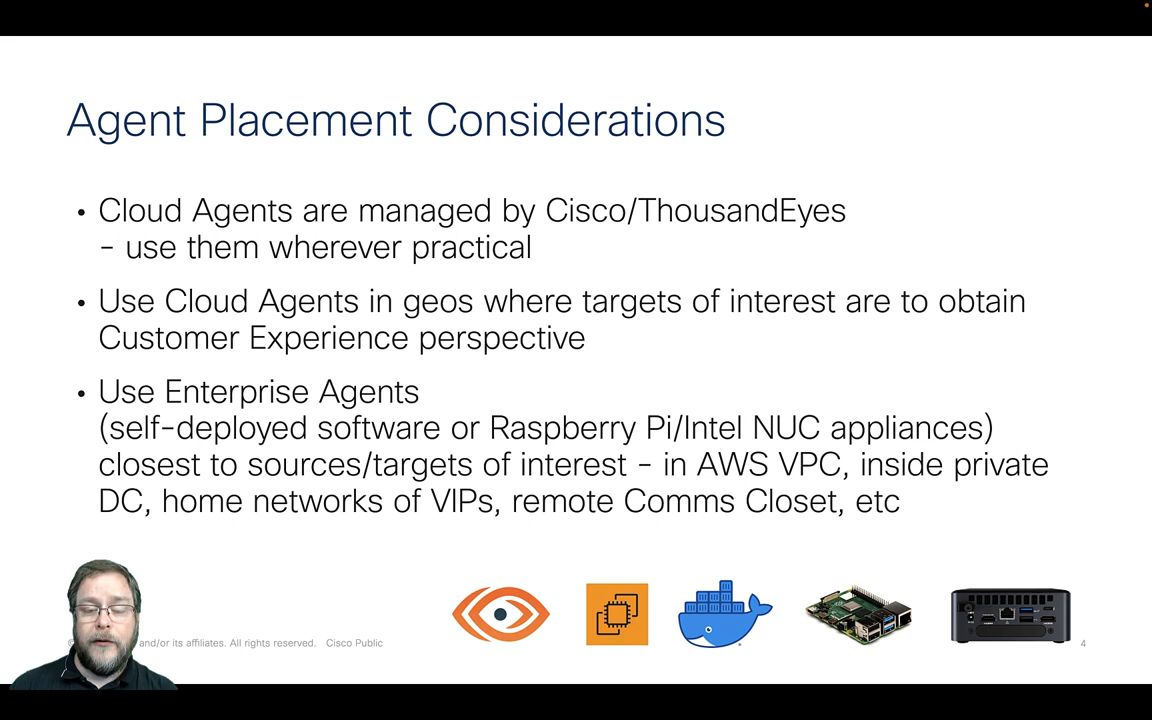 Agent Placement Considerations
• Cloud Agents are managed by Cisco/ThousandEyes
- use them wherever practical
• Use Cloud Agents in geos where targets of interest are to obtain
Customer Experience perspective
• Use Enterprise Agents
(self-deployed software or Raspberry Pi/Intel NUC appliances)
closest to sources/targets of interest - in AWS VPC, inside private
DC, home networks of VIPs, remote Comms Closet, etc
and/or its affiliates. All rights reserved. Cisco Public
4